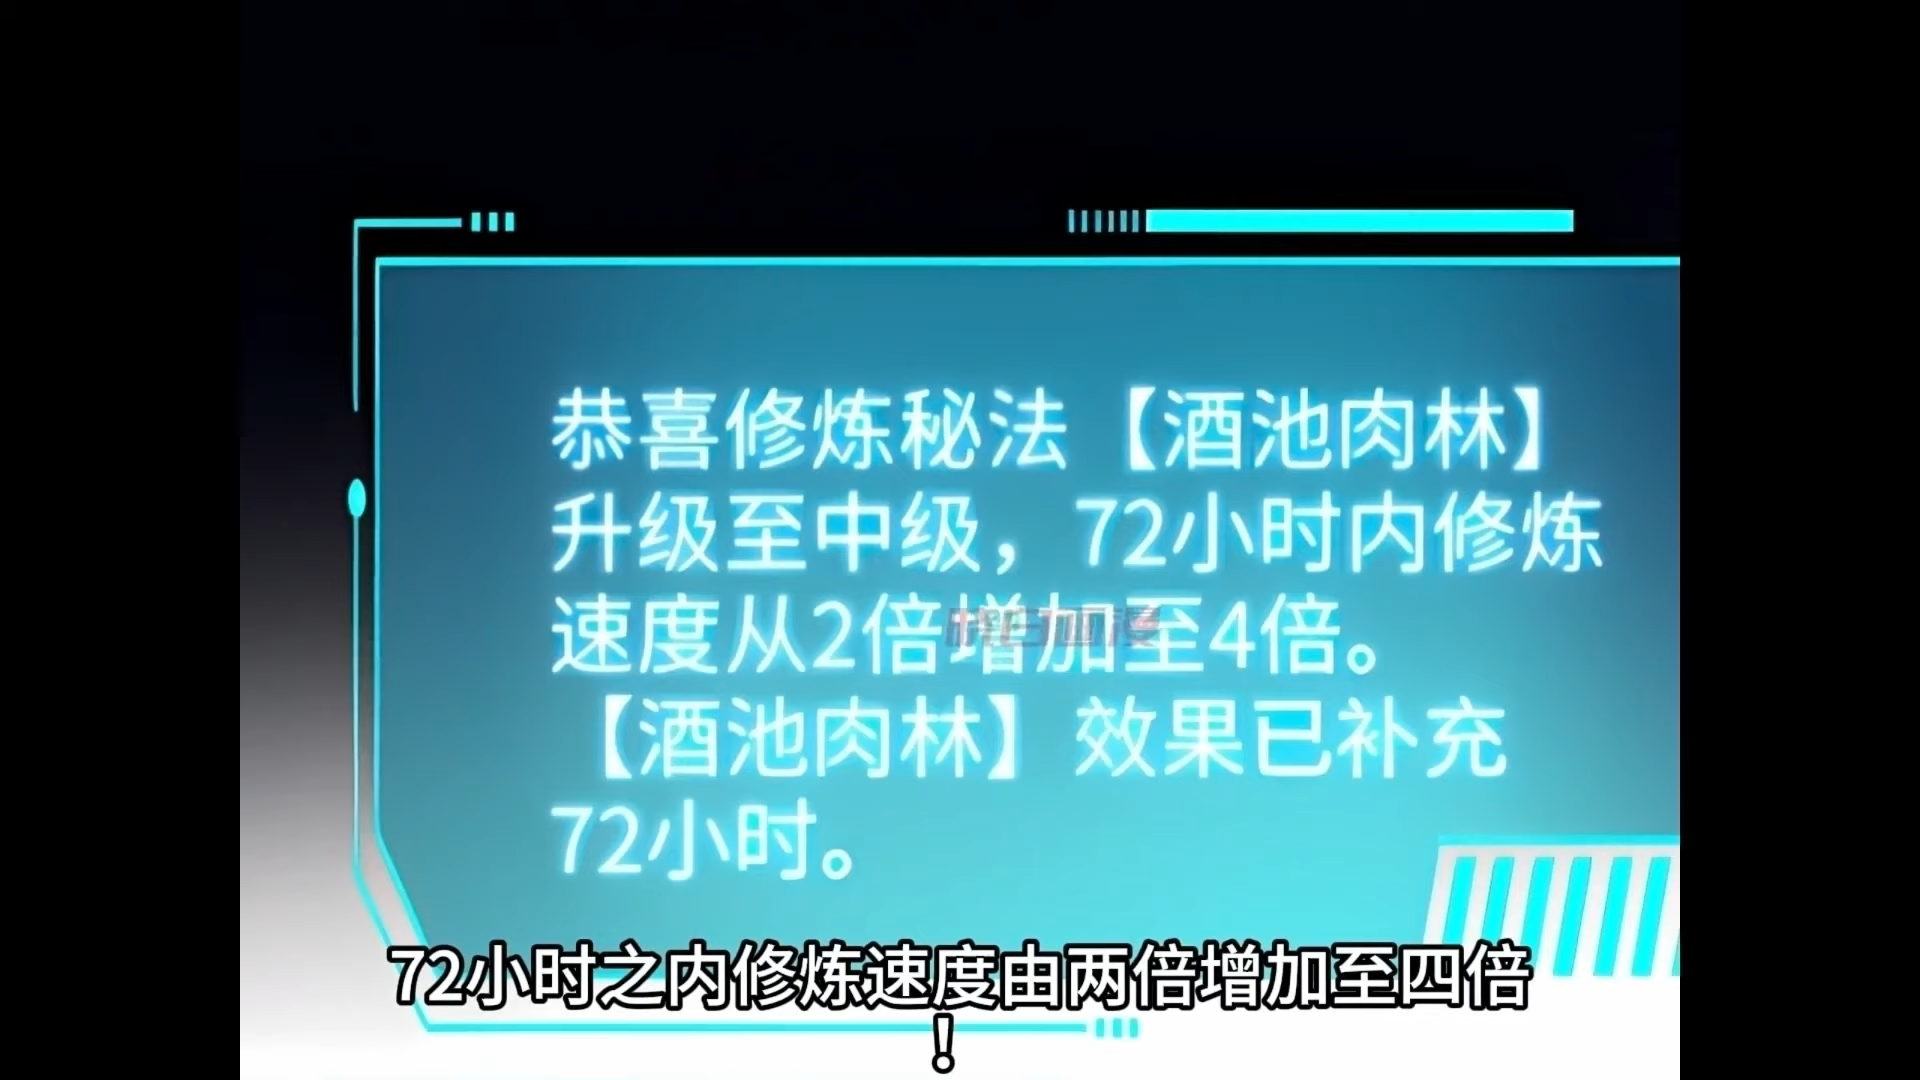 恭喜修炼秘法【酒池肉林】
升级至中级，72小时内修炼
速度从2倍增加至4倍。
【酒池肉林】效果已补充
72小时。
72小时之内修炼速度由两倍增加至四倍
！